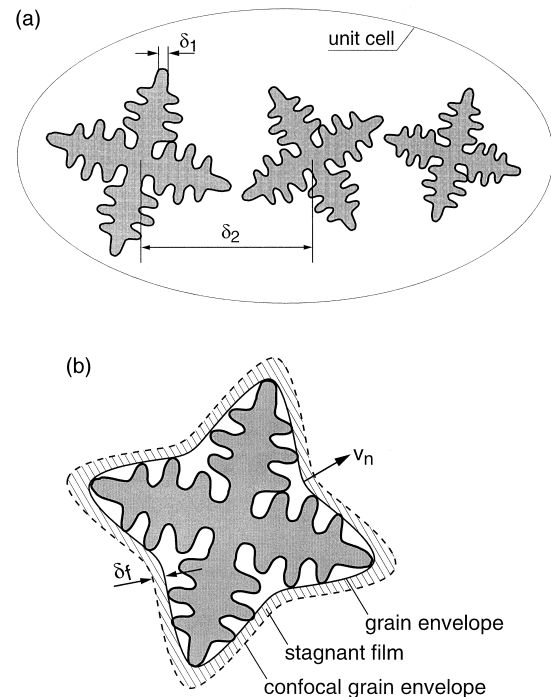 (a)
unit cell
δ1
δ2
(b)
vn
δf
grain envelope
stagnant film
confocal grain envelope